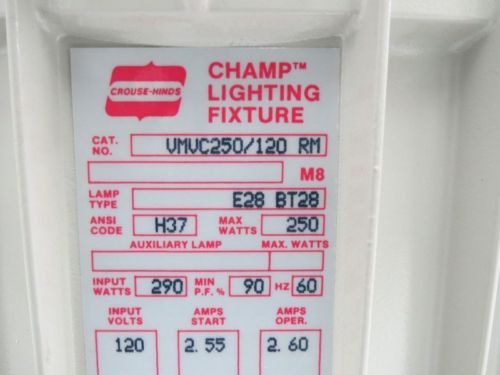 CROUSE-HINDS
CHAMP™
LIGHTING
FIXTURE
CAT. NO. VMVC250/120 RM
M8
LAMP TYPE E28 BT28
ANSI CODE H37 MAX WATTS 250
AUXILIARY LAMP MAX. WATTS
INPUT WATTS 290 MIN P.F. % 90 HZ 60
INPUT VOLTS AMPS START AMPS OPER.
120 2.55 2.60